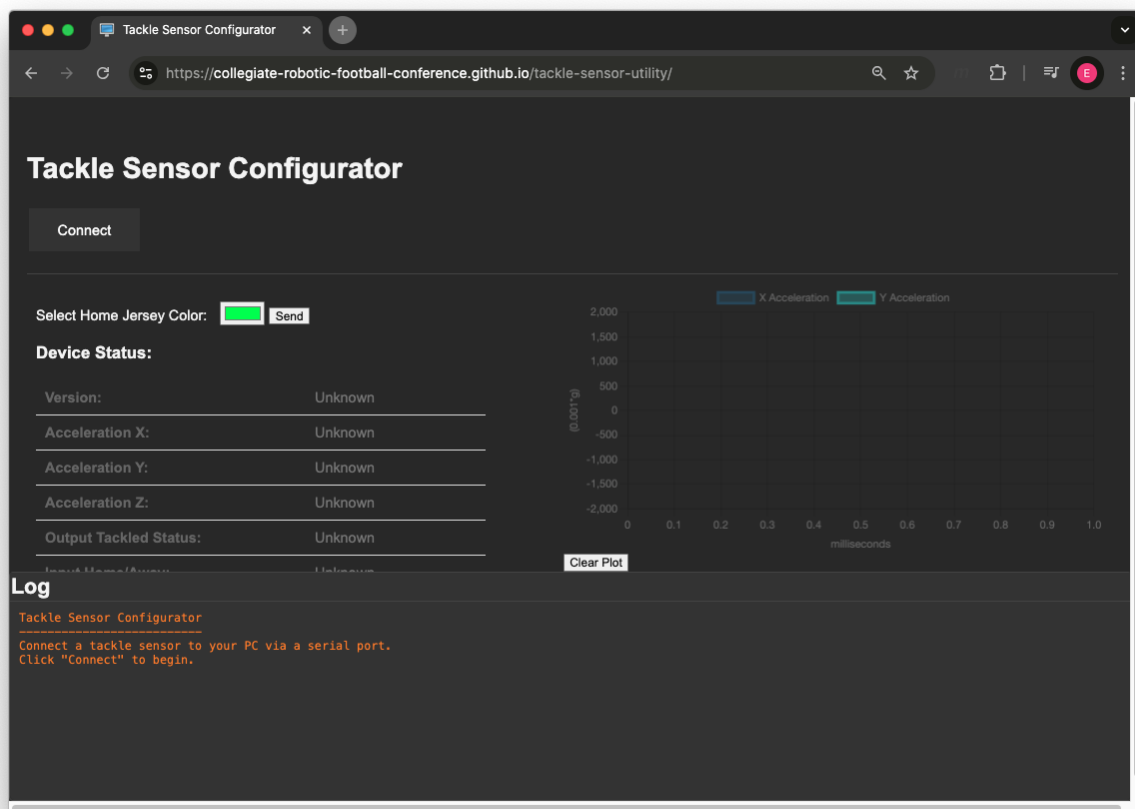 Tackle Sensor Configurator
https://collegiate-robotic-football-conference.github.io/tackle-sensor-utility/
E
Tackle Sensor Configurator
Connect
Select Home Jersey Color: Send
Device Status:
Version: Unknown
Acceleration X: Unknown
Acceleration Y: Unknown
Acceleration Z: Unknown
Output Tackled Status: Unknown
Input Home/Away: Unknown
X Acceleration Y Acceleration
2,000
1,500
1,000
500
0
-500
-1,000
-1,500
-2,000
(0.001*g)
0 0.1 0.2 0.3 0.4 0.5 0.6 0.7 0.8 0.9 1.0
milliseconds
Clear Plot
Log
Tackle Sensor Configurator
--------------------------
Connect a tackle sensor to your PC via a serial port.
Click "Connect" to begin.